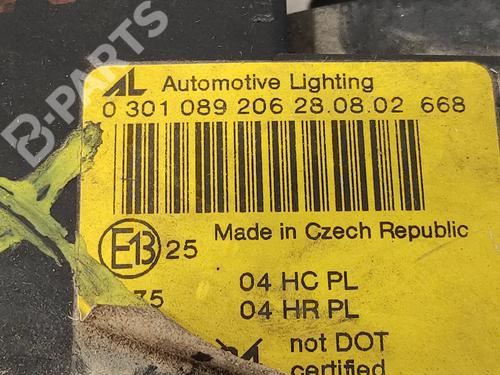 B-PARTS
AL Automotive Lighting
0 301 089 206 28.08.02 668
Made in Czech Republic
E13 25
04 HC PL
04 HR PL
not DOT
certified